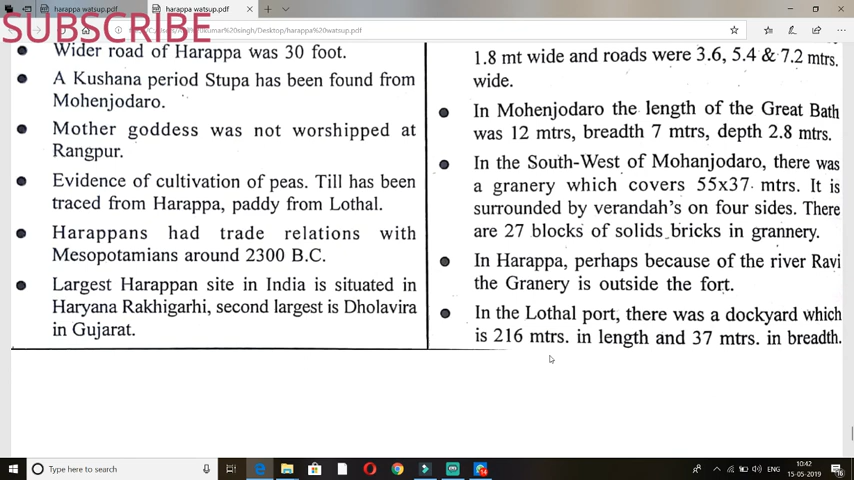 harappa watsup.pdf
harappa watsup.pdf
SUBSCRIBE
kumar%20singh/Desktop/harappa%20watsup.pdf
Wider road of Harappa was 30 foot.
A Kushana period Stupa has been found from
Mohenjodaro.
Mother goddess was not worshipped at
Rangpur.
Evidence of cultivation of peas. Till has been
traced from Harappa, paddy from Lothal.
Harappans had trade relations with
Mesopotamians around 2300 B.C.
Largest Harappan site in India is situated in
Haryana Rakhigarhi, second largest is Dholavira
in Gujarat.
1.8 mt wide and roads were 3.6, 5.4 & 7.2 mtrs.
wide.
In Mohenjodaro the length of the Great Bath
was 12 mtrs, breadth 7 mtrs, depth 2.8 mtrs.
In the South-West of Mohanjodaro, there was
a granery which covers 55x37 mtrs. It is
surrounded by verandah's on four sides. There
are 27 blocks of solids bricks in grannery.
In Harappa, perhaps because of the river Ravi
the Granery is outside the fort.
In the Lothal port, there was a dockyard which
is 216 mtrs. in length and 37 mtrs. in breadth.
Type here to search
ENG
10:42
15-05-2019